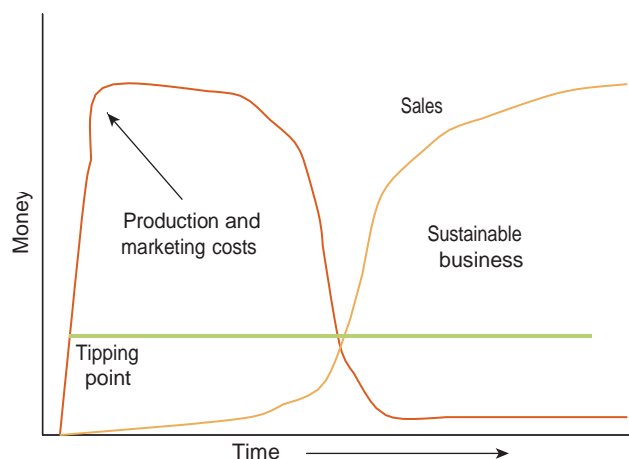 Sales
Production and
marketing costs
Sustainable
business
Money
Tipping
point
Time